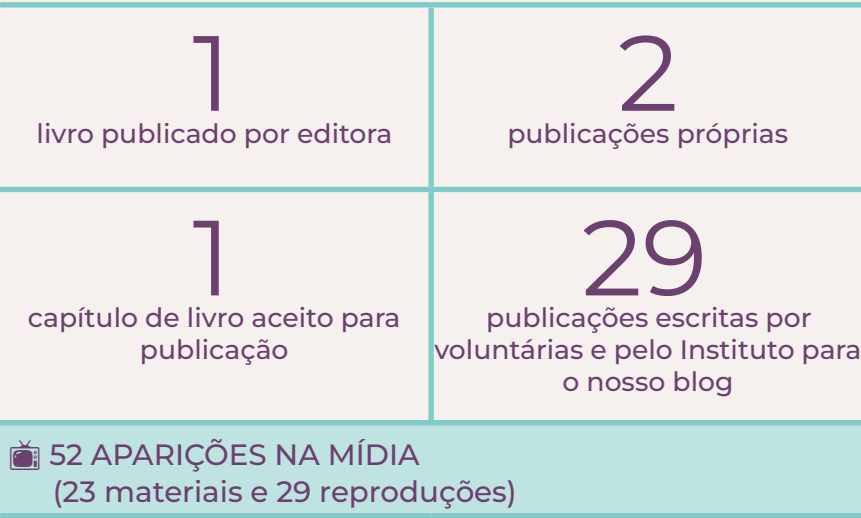 1
livro publicado por editora
2
publicações próprias
1
capítulo de livro aceito para
publicação
29
publicações escritas por
voluntárias e pelo Instituto para
o nosso blog
52 APARIÇÕES NA MÍDIA
(23 materiais e 29 reproduções)